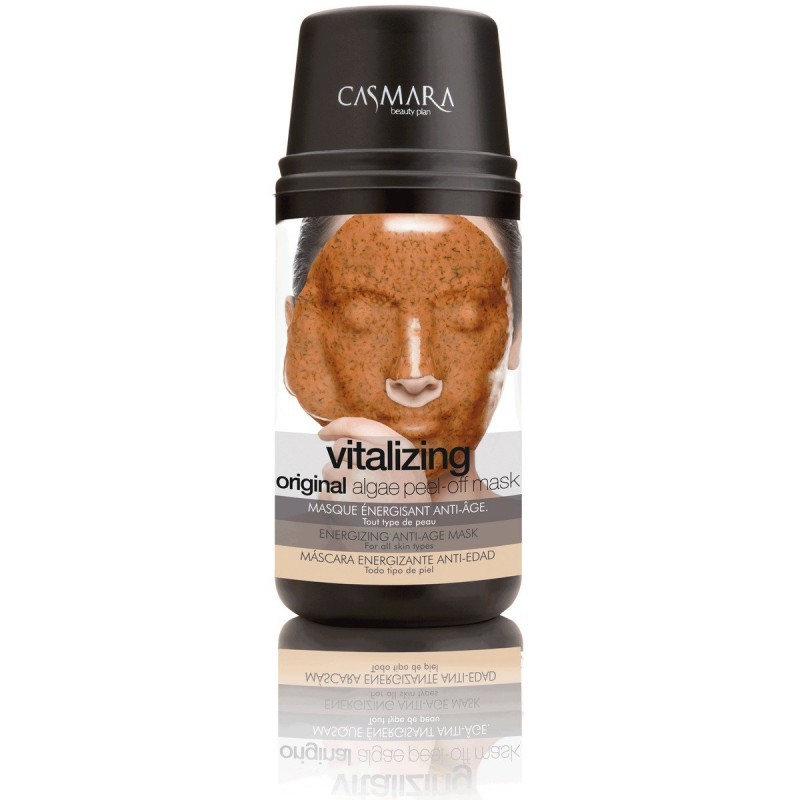 CASMARA
beauty plan
vitalizing
original algae peel-off mask
MASQUE ÉNERGISANT ANTI-ÂGE.
Tout type de peau
ENERGIZING ANTI-AGE MASK
For all skin types
MÁSCARA ENERGIZANTE ANTI-EDAD
Todo tipo de piel